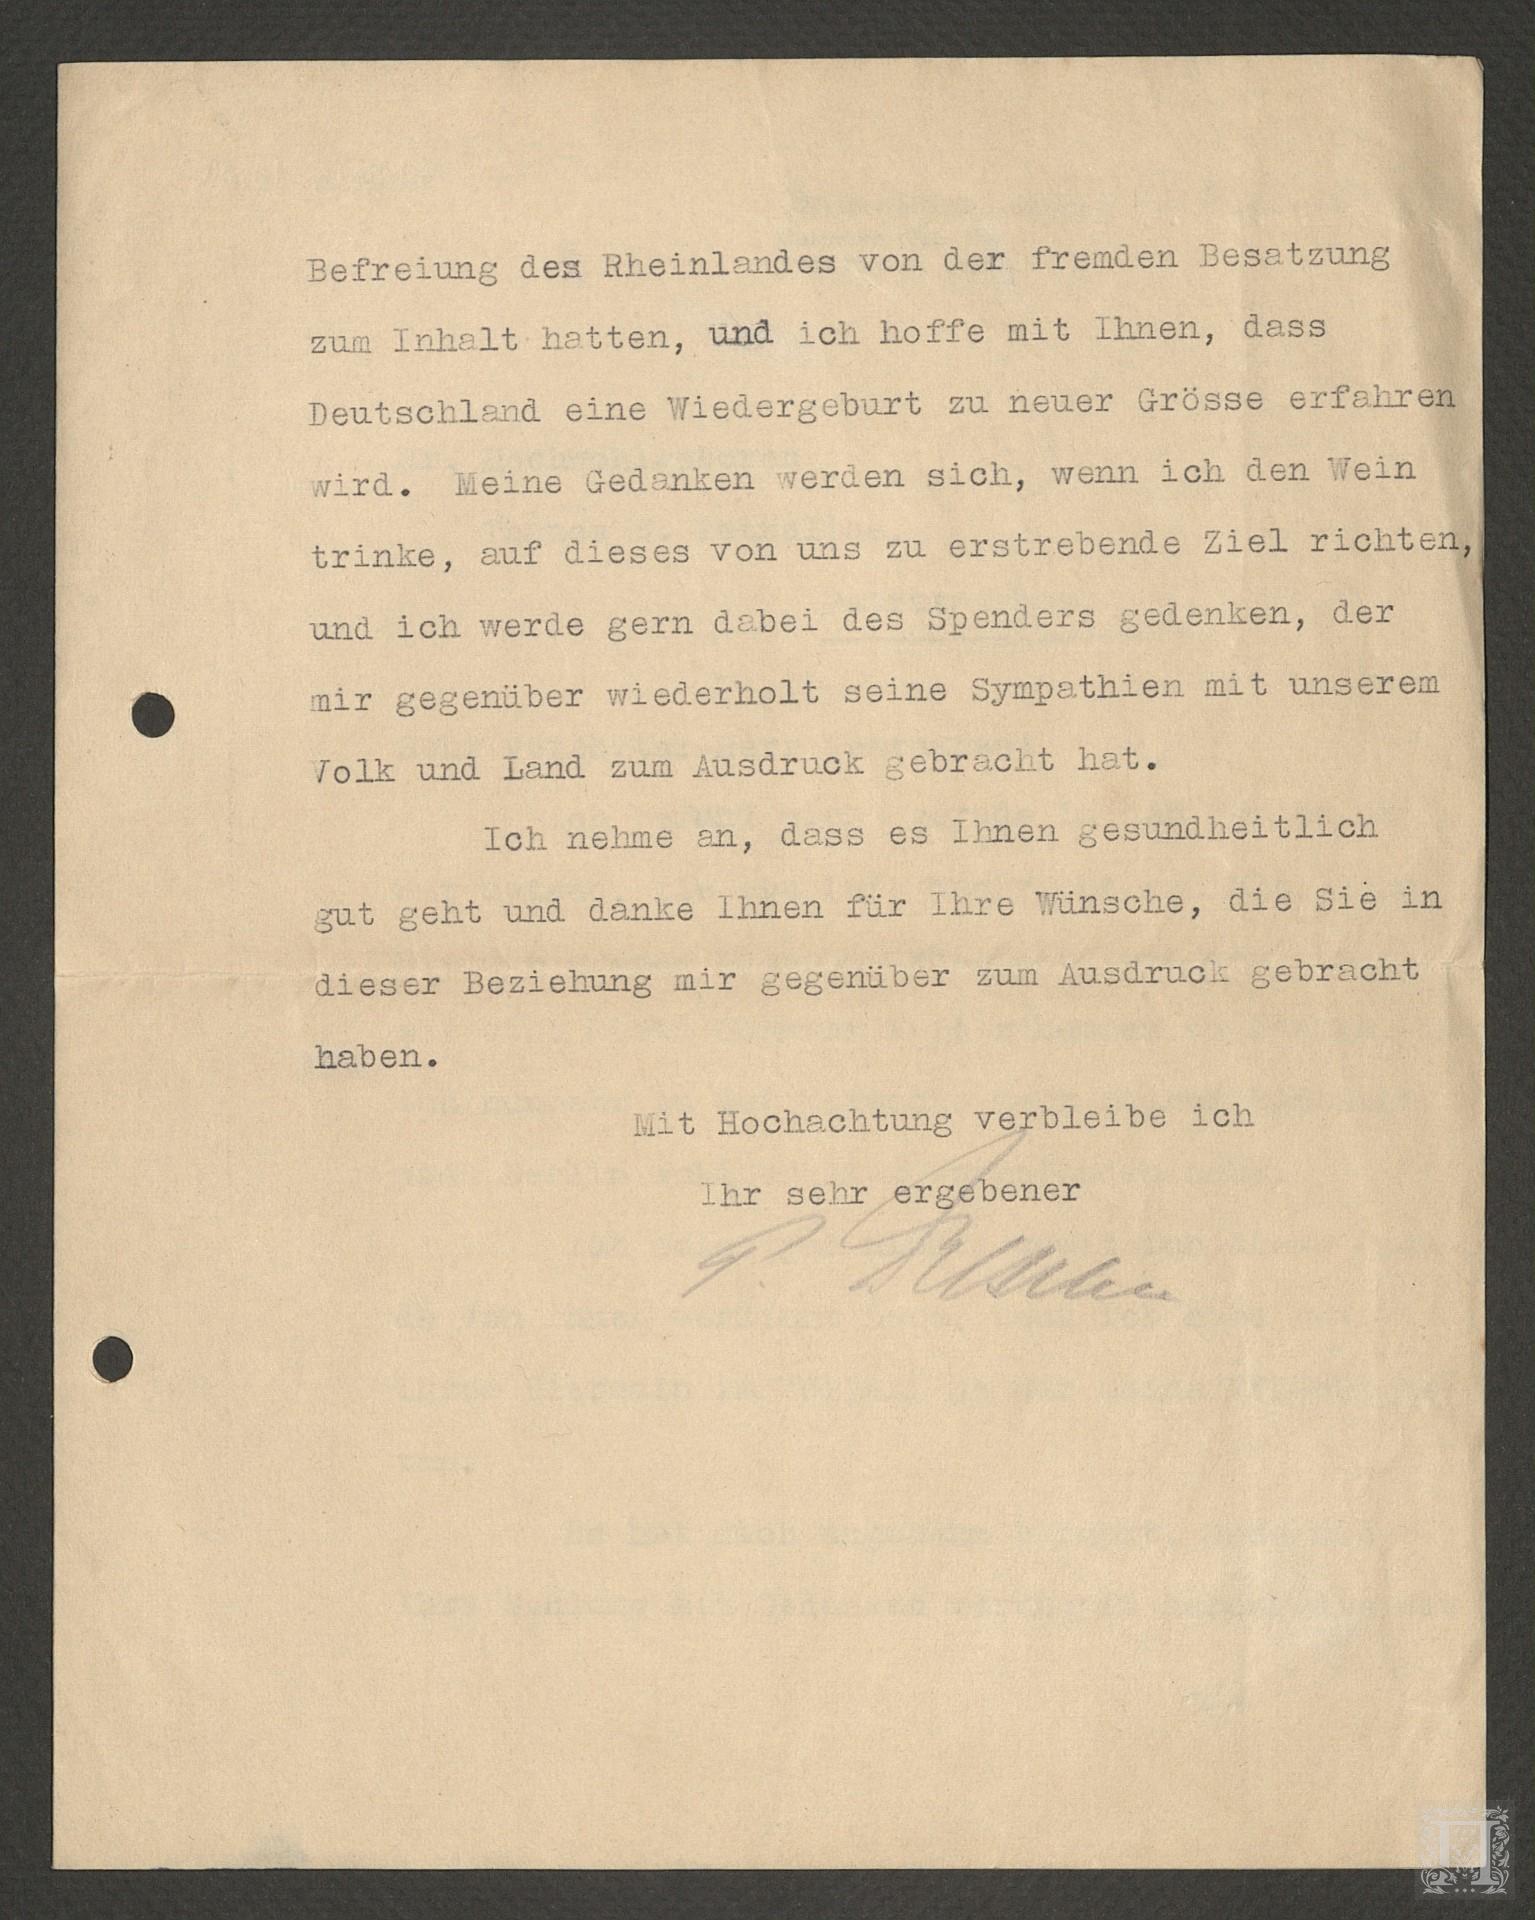 Befreiung des Rheinlandes von der fremden Besatzung
zum Inhalt hatten, und ich hoffe mit Ihnen, dass
Deutschland eine Wiedergeburt zu neuer Grösse erfahren
wird. Meine Gedanken werden sich, wenn ich den Wein
trinke, auf dieses von uns zu erstrebende Ziel richten,
und ich werde gern dabei des Spenders gedenken, der
mir gegenüber wiederholt seine Sympathien mit unserem
Volk und Land zum Ausdruck gebracht hat.
Ich nehme an, dass es Ihnen gesundheitlich
gut geht und danke Ihnen für Ihre Wünsche, die Sie in
dieser Beziehung mir gegenüber zum Ausdruck gebracht
haben.
Mit Hochachtung verbleibe ich
Ihr sehr ergebener
P.